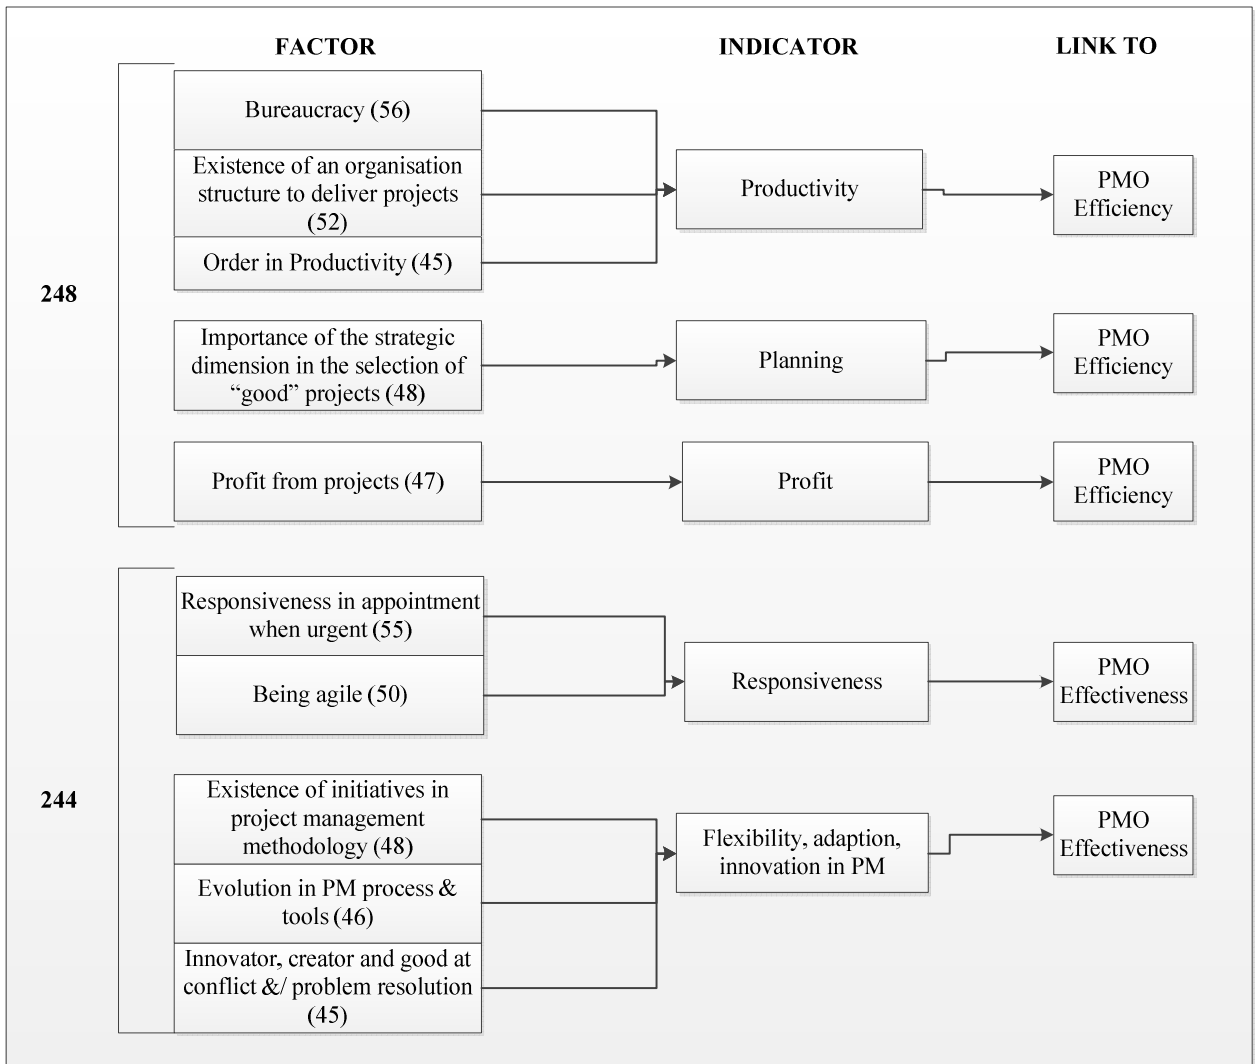 FACTOR
INDICATOR
LINK TO
248
Bureaucracy (56)
Existence of an organisation
structure to deliver projects
(52)
Order in Productivity (45)
Productivity
PMO
Efficiency
Importance of the strategic
dimension in the selection of
“good” projects (48)
Planning
PMO
Efficiency
Profit from projects (47)
Profit
PMO
Efficiency
244
Responsiveness in appointment
when urgent (55)
Being agile (50)
Responsiveness
PMO
Effectiveness
Existence of initiatives in
project management
methodology (48)
Evolution in PM process &
tools (46)
Innovator, creator and good at
conflict &/ problem resolution
(45)
Flexibility, adaption,
innovation in PM
PMO
Effectiveness